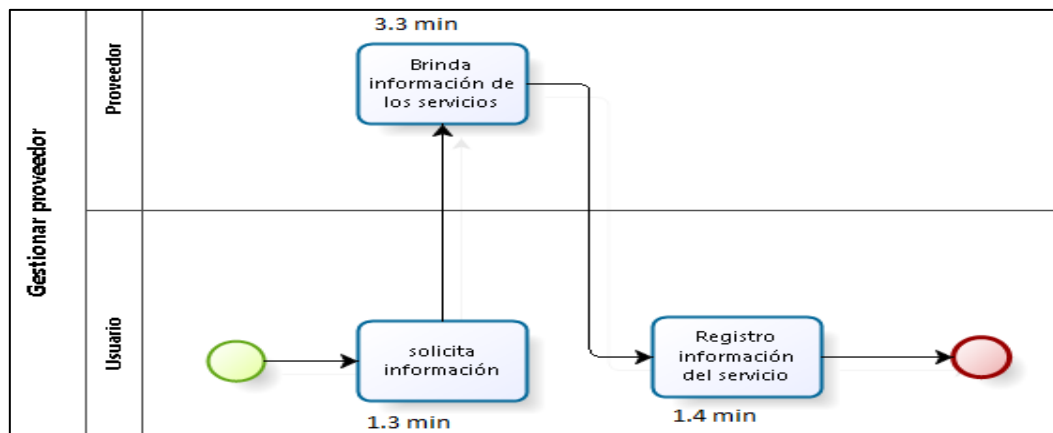 Gestionar proveedor
Proveedor
3.3 min
Brinda
información de
los servicios
Usuario
solicita
información
1.3 min
Registro
información
del servicio
1.4 min